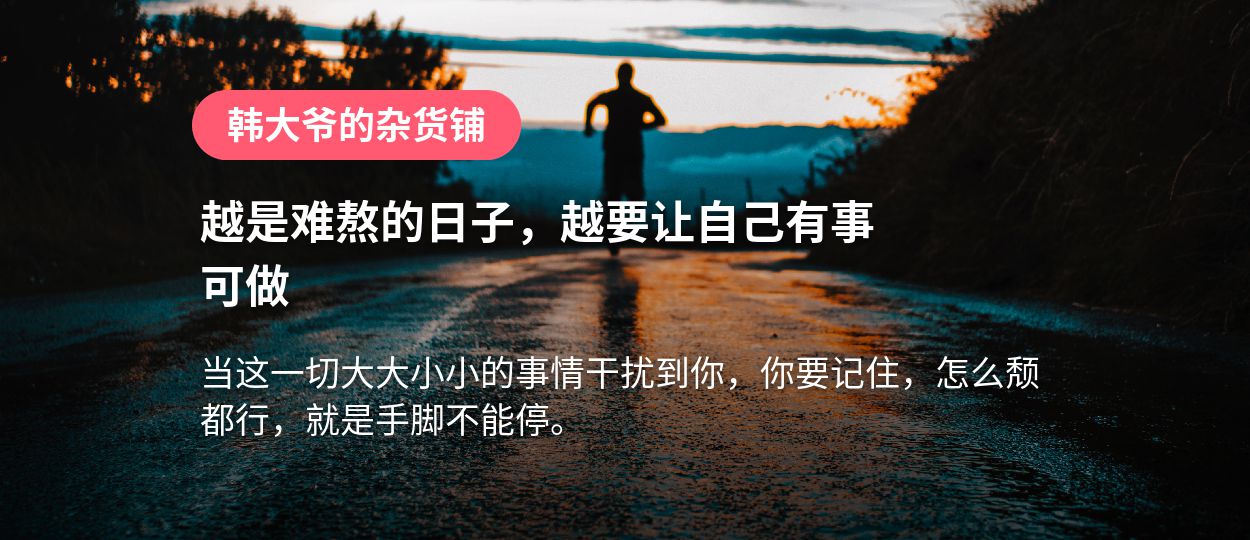 韩大爷的杂货铺
越是难熬的日子，越要让自己有事
可做
当这一切大大小小的事情干扰到你，你要记住，怎么颓
都行，就是手脚不能停。